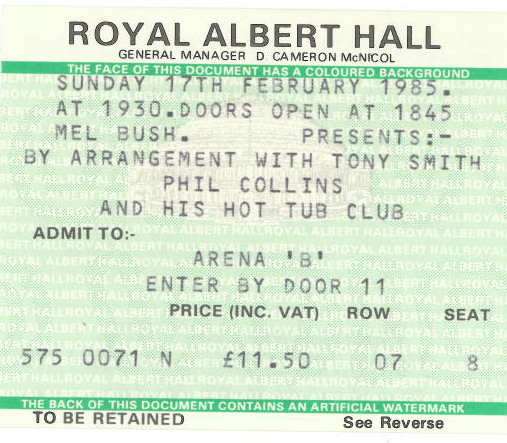 ROYAL ALBERT HALL
GENERAL MANAGER D. CAMERON McNICOL
THE FACE OF THIS DOCUMENT HAS A COLOURED BACKGROUND
SUNDAY 17TH FEBRUARY 1985.
AT 1930.DOORS OPEN AT 1845
MEL BUSH. PRESENTS:-
BY ARRANGEMENT WITH TONY SMITH
PHIL COLLINS
AND HIS HOT TUB CLUB
ADMIT TO:-
ARENA 'B'
ENTER BY DOOR 11
PRICE (INC. VAT) ROW SEAT
575 0071 N £11.50 07 8
THE BACK OF THIS DOCUMENT CONTAINS AN ARTIFICIAL WATERMARK
TO BE RETAINED See Reverse